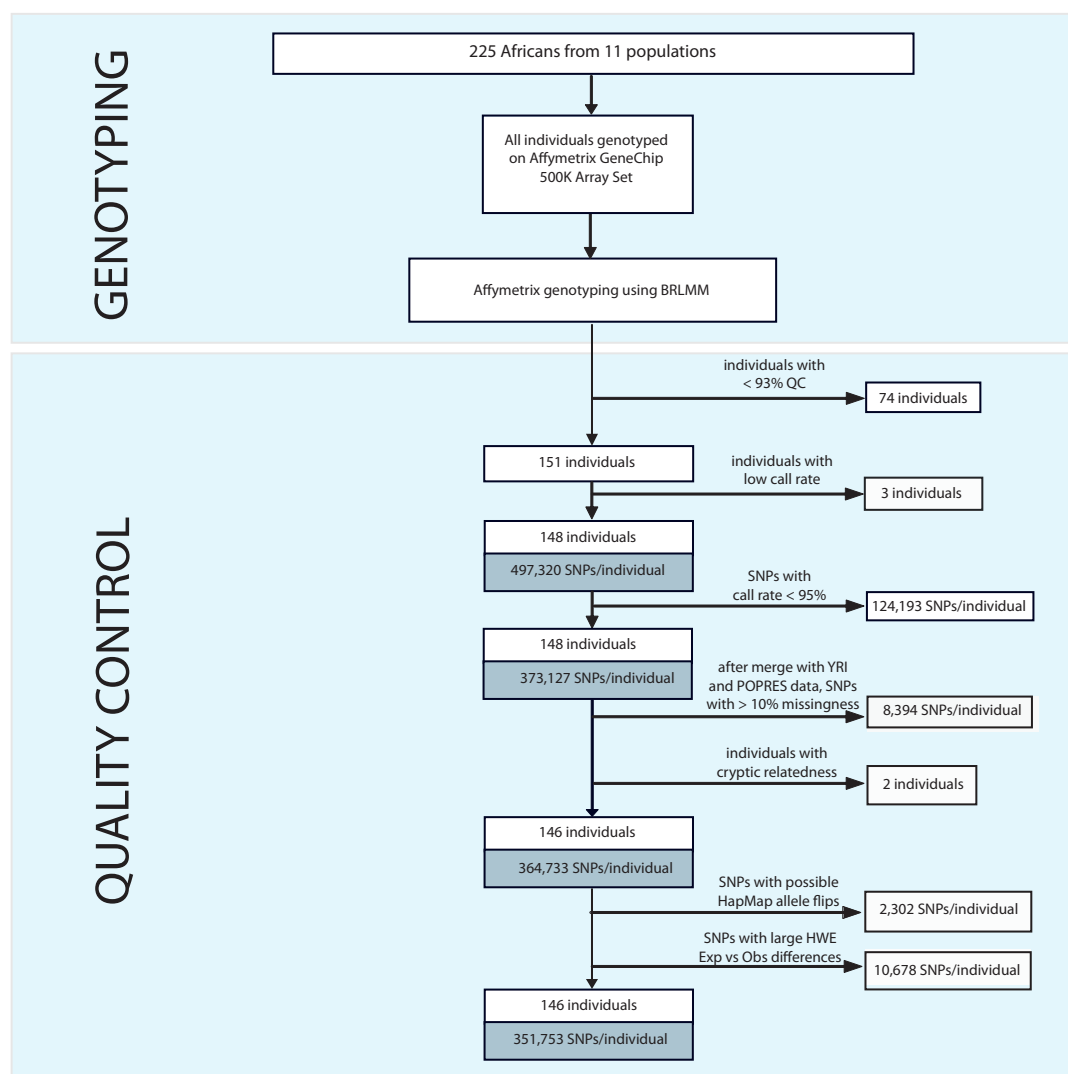 GENOTYPING
225 Africans from 11 populations
All individuals genotyped
on Affymetrix GeneChip
500K Array Set
Affymetrix genotyping using BRLMM
QUALITY CONTROL
individuals with
< 93% QC
74 individuals
151 individuals
individuals with
low call rate
3 individuals
148 individuals
497,320 SNPs/individual
SNPs with
call rate < 95%
124,193 SNPs/individual
148 individuals
373,127 SNPs/individual
after merge with YRI
and POPRES data, SNPs
with > 10% missingness
8,394 SNPs/individual
individuals with
cryptic relatedness
2 individuals
146 individuals
364,733 SNPs/individual
SNPs with possible
HapMap allele flips
2,302 SNPs/individual
SNPs with large HWE
Exp vs Obs differences
10,678 SNPs/individual
146 individuals
351,753 SNPs/individual